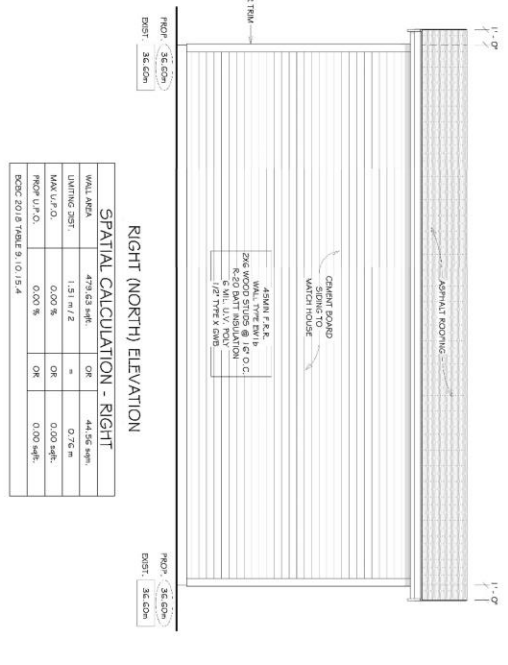 1'-0"
1'-0"
ASPHALT ROOFING
CEMENT BOARD
SIDING TO
MATCH HOUSE
45MIN F.R.R.
WALL TYPE EW1b
2X6 WOOD STUDS @ 16" O.C.
R-20 BATT INSULATION
6 MIL. U.V. POLY
1/2" TYPE X GWB
TRIM
PROP. 36.60m
EXIST. 36.60m
PROP. 36.60m
EXIST. 36.60m
RIGHT (NORTH) ELEVATION
SPATIAL CALCULATION - RIGHT
WALL AREA 479.63 sqft. OR 44.56 sqm.
LIMITING DIST. 1.51 m / 2 = 0.76 m
MAX U.P.O. 0.00 % OR 0.00 sqft.
PROP U.P.O. 0.00 % OR 0.00 sqft.
BCBC 2018 TABLE 9.10.15.4